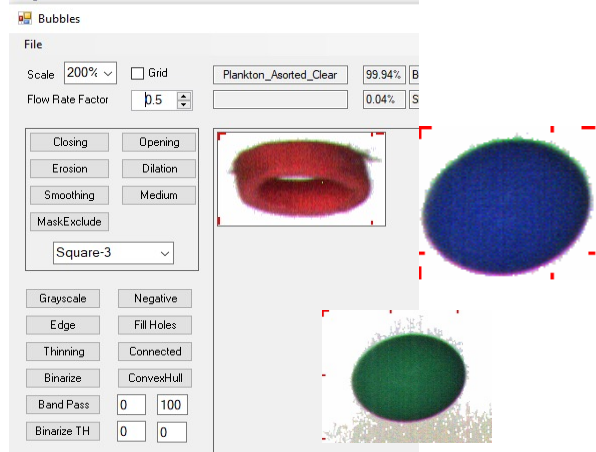 Bubbles
File
Scale 200% Grid Plankton_Asorted_Clear 99.94% B
Flow Rate Factor 0.5 0.04% S
Closing Opening
Erosion Dilation
Smoothing Medium
MaskExclude
Square-3
Grayscale Negative
Edge Fill Holes
Thinning Connected
Binarize ConvexHull
Band Pass 0 100
Binarize TH 0 0